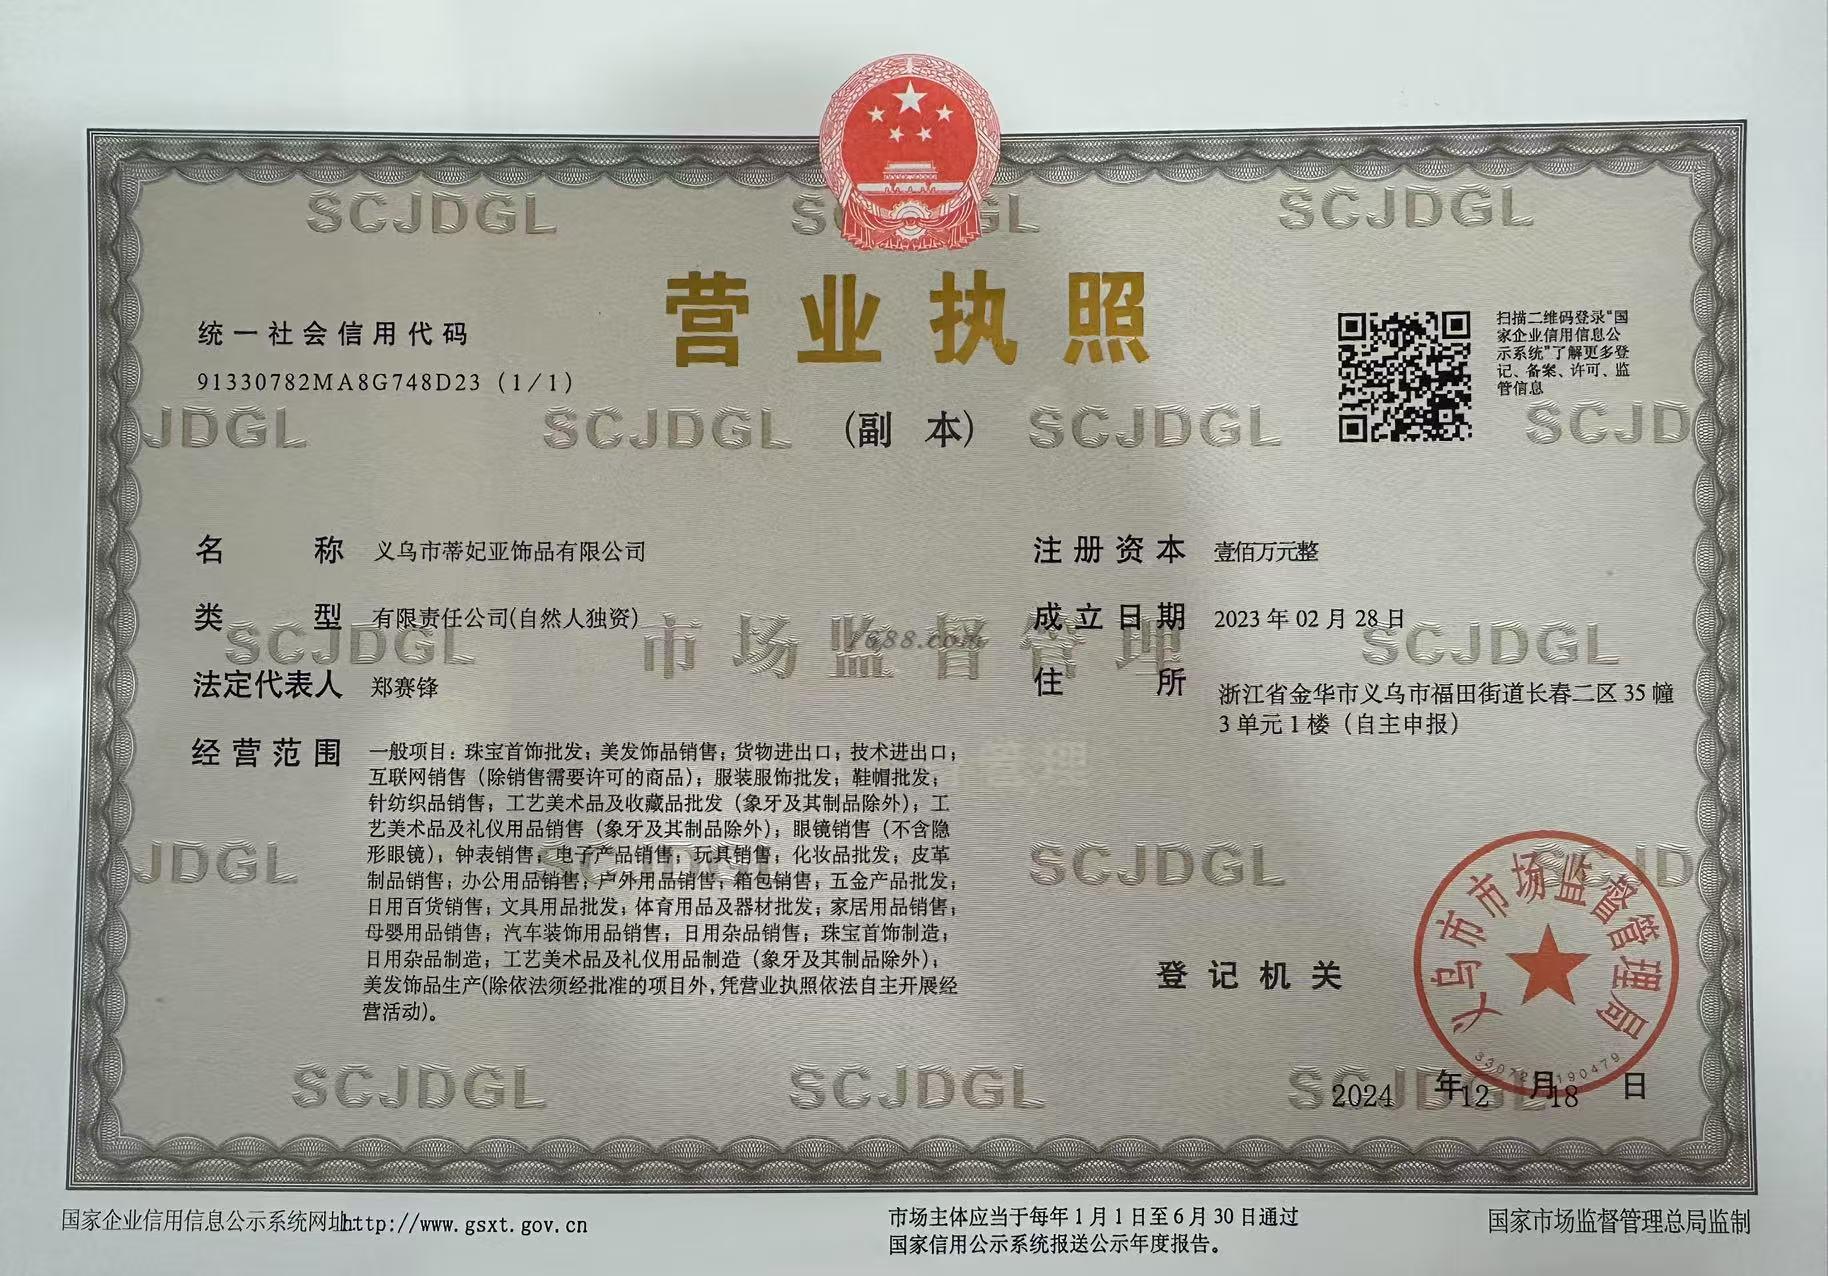 SCJDGL
SCJDGL
营业执照
(副 本)
统一社会信用代码
91330782MA8G748D23 (1/1)
扫描二维码登录“国
家企业信用信息公
示系统”了解更多登
记、备案、许可、监
管信息
JDGL SCJDGL SCJDGL SCJD
名称 义乌市蒂妃亚饰品有限公司
类型 有限责任公司(自然人独资)
法定代表人 郑赛锋
经营范围 一般项目：珠宝首饰批发；美发饰品销售；货物进出口；技术进出口；
互联网销售（除销售需要许可的商品）；服装服饰批发；鞋帽批发；
针纺织品销售；工艺美术品及收藏品批发（象牙及其制品除外）；工
艺美术品及礼仪用品销售（象牙及其制品除外）；眼镜销售（不含隐
形眼镜）；钟表销售；电子产品销售；玩具销售；化妆品批发；皮革
制品销售；办公用品销售；户外用品销售；箱包销售；五金产品批发；
日用百货销售；文具用品批发；体育用品及器材批发；家居用品销售；
母婴用品销售；汽车装饰用品销售；日用杂品销售；珠宝首饰制造；
日用杂品制造；工艺美术品及礼仪用品制造（象牙及其制品除外）；
美发饰品生产(除依法须经批准的项目外,凭营业执照依法自主开展经
营活动)。
注册资本 壹佰万元整
成立日期 2023年02月28日
住所 浙江省金华市义乌市福田街道长春二区35幢
3单元1楼（自主申报）
SCJDGL 市场监督管理 SCJDGL
1688.com
管理
JDGL SCJDGL SCJD
登记机关
义乌市市场监督管理局
2024年12月18日
SCJDGL SCJDGL SCJDGL
国家企业信用信息公示系统网址http://www.gsxt.gov.cn
市场主体应当于每年1月1日至6月30日通过
国家信用公示系统报送公示年度报告。
国家市场监督管理总局监制